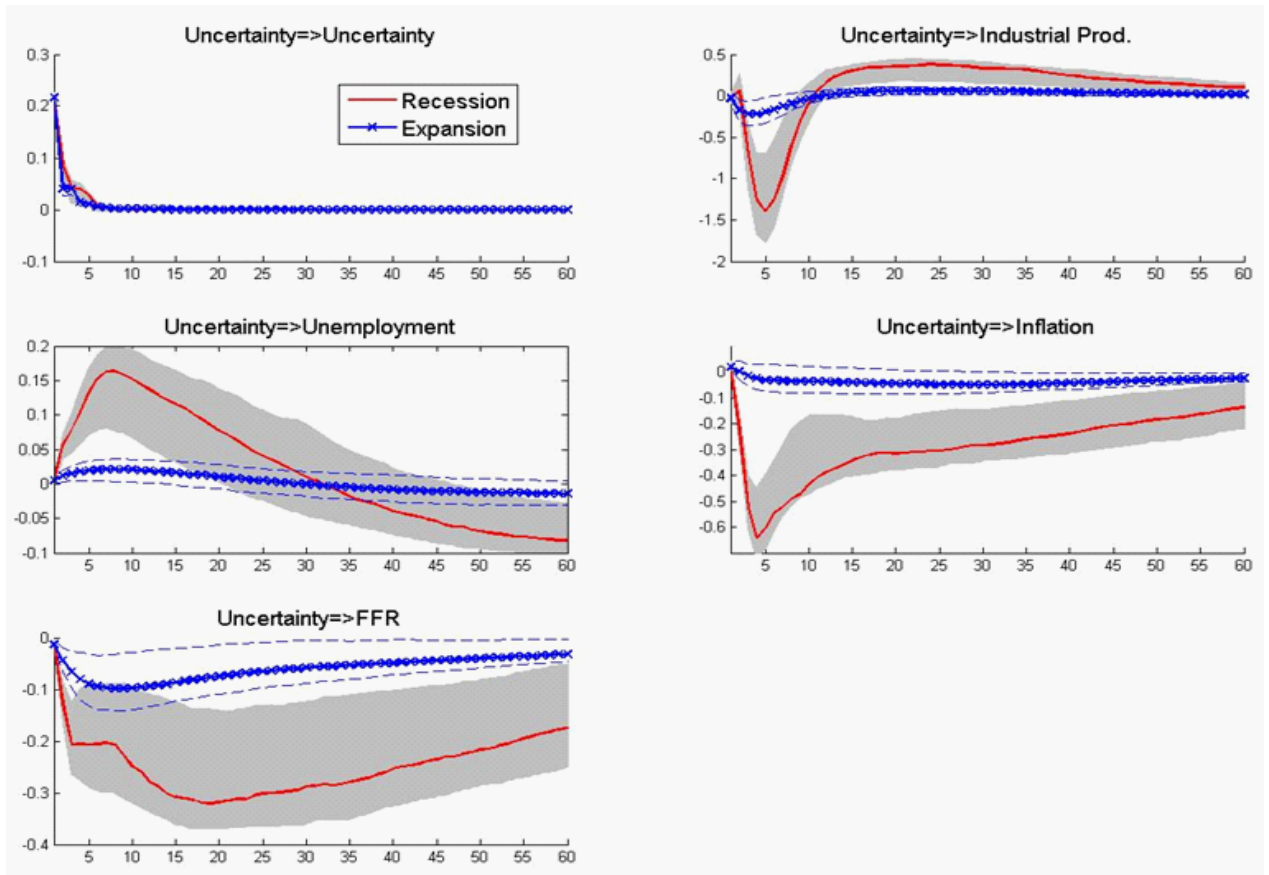 Uncertainty=>Uncertainty
0.3
0.2
0.1
0
-0.1
5 10 15 20 25 30 35 40 45 50 55 60
Recession
Expansion
Uncertainty=>Industrial Prod.
0.5
0
-0.5
-1
-1.5
-2
5 10 15 20 25 30 35 40 45 50 55 60
Uncertainty=>Unemployment
0.2
0.15
0.1
0.05
0
-0.05
-0.1
5 10 15 20 25 30 35 40 45 50 55 60
Uncertainty=>Inflation
0
-0.1
-0.2
-0.3
-0.4
-0.5
-0.6
5 10 15 20 25 30 35 40 45 50 55 60
Uncertainty=>FFR
0
-0.1
-0.2
-0.3
-0.4
5 10 15 20 25 30 35 40 45 50 55 60